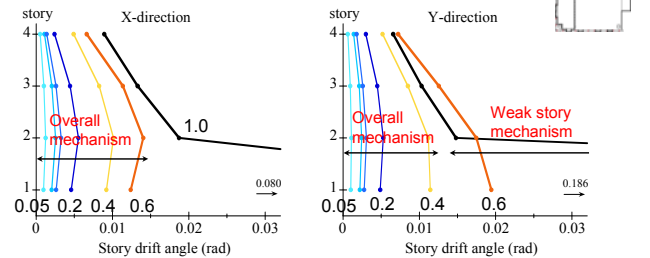 story
X-direction
4
3
2
1
Overall
mechanism
1.0
0.080
0.05
0.2
0.4
0.6
0
0.01
0.02
0.03
Story drift angle (rad)
story
Y-direction
4
3
2
1
Overall
mechanism
Weak story
mechanism
0.186
0.05
0.2
0.4
0.6
0
0.01
0.02
0.03
Story drift angle (rad)